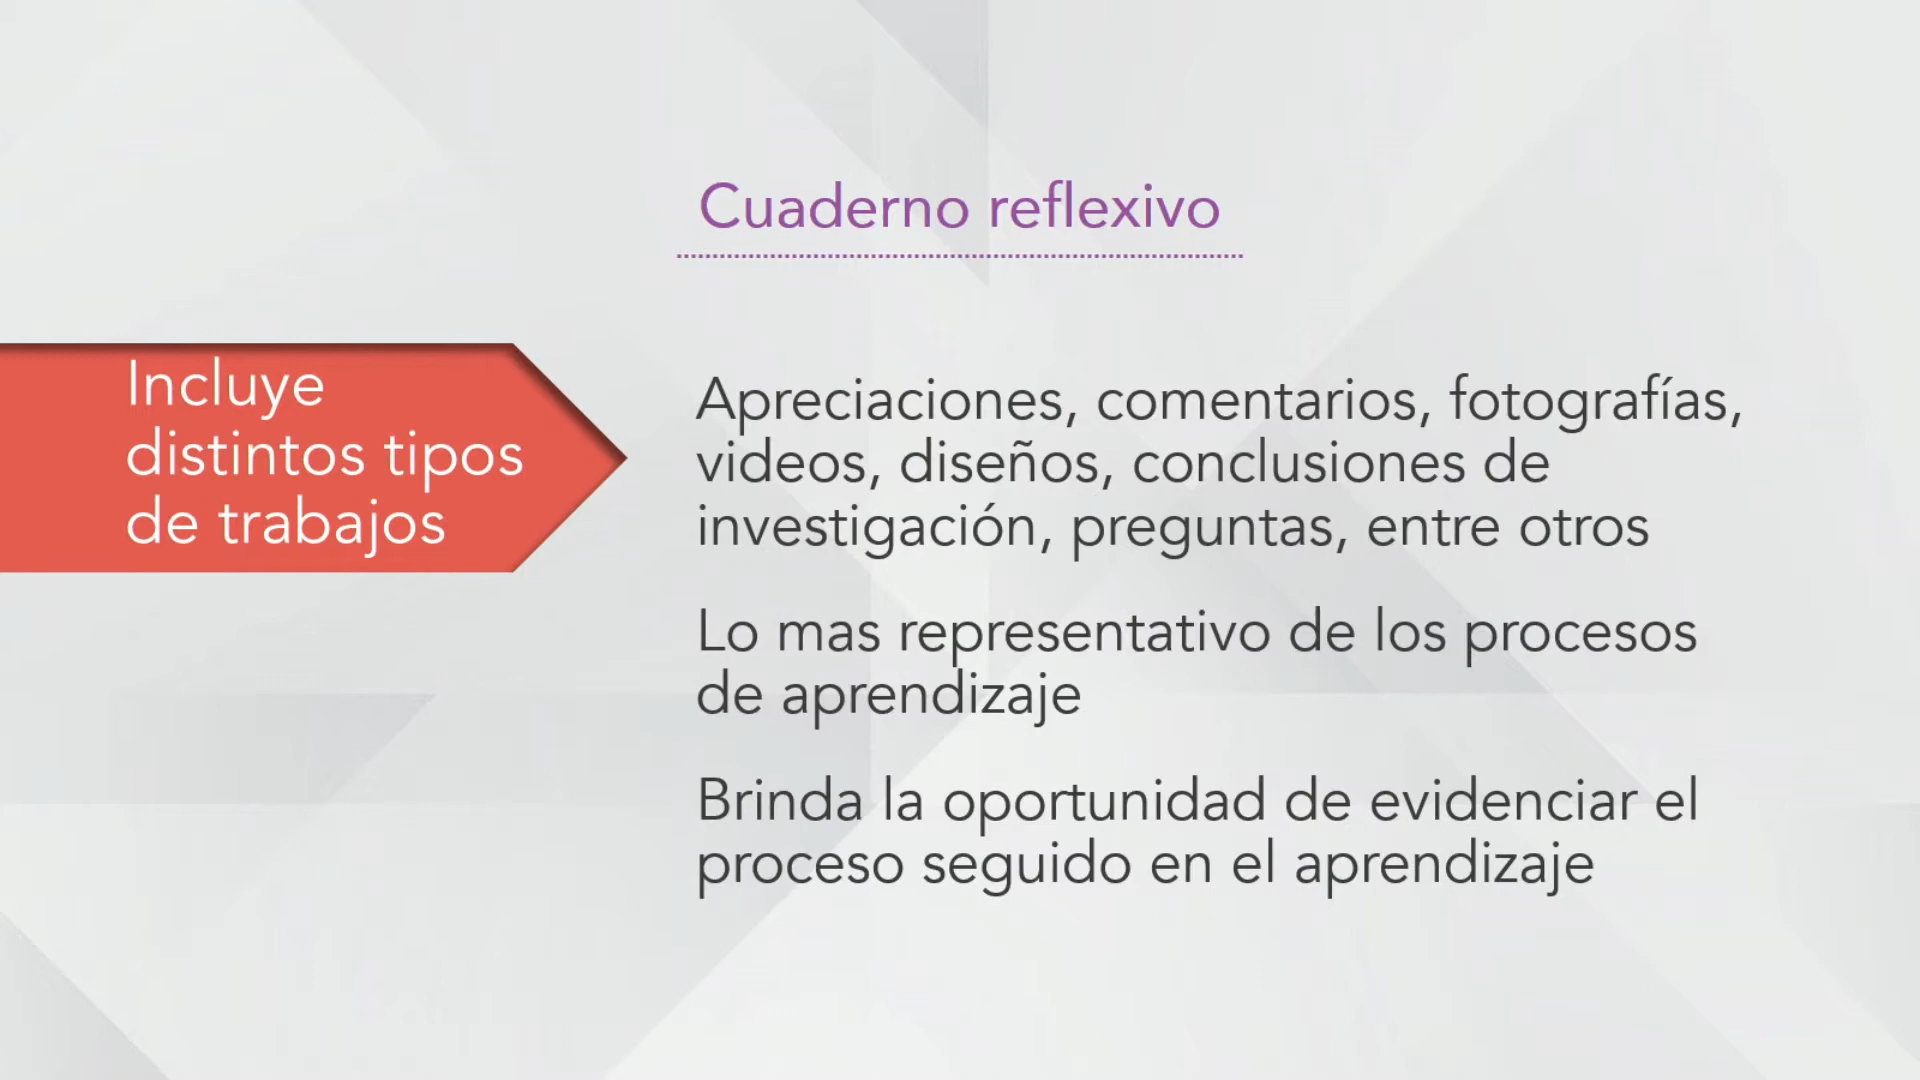 Cuaderno reflexivo
Incluye
distintos tipos
de trabajos
Apreciaciones, comentarios, fotografías,
videos, diseños, conclusiones de
investigación, preguntas, entre otros
Lo mas representativo de los procesos
de aprendizaje
Brinda la oportunidad de evidenciar el
proceso seguido en el aprendizaje